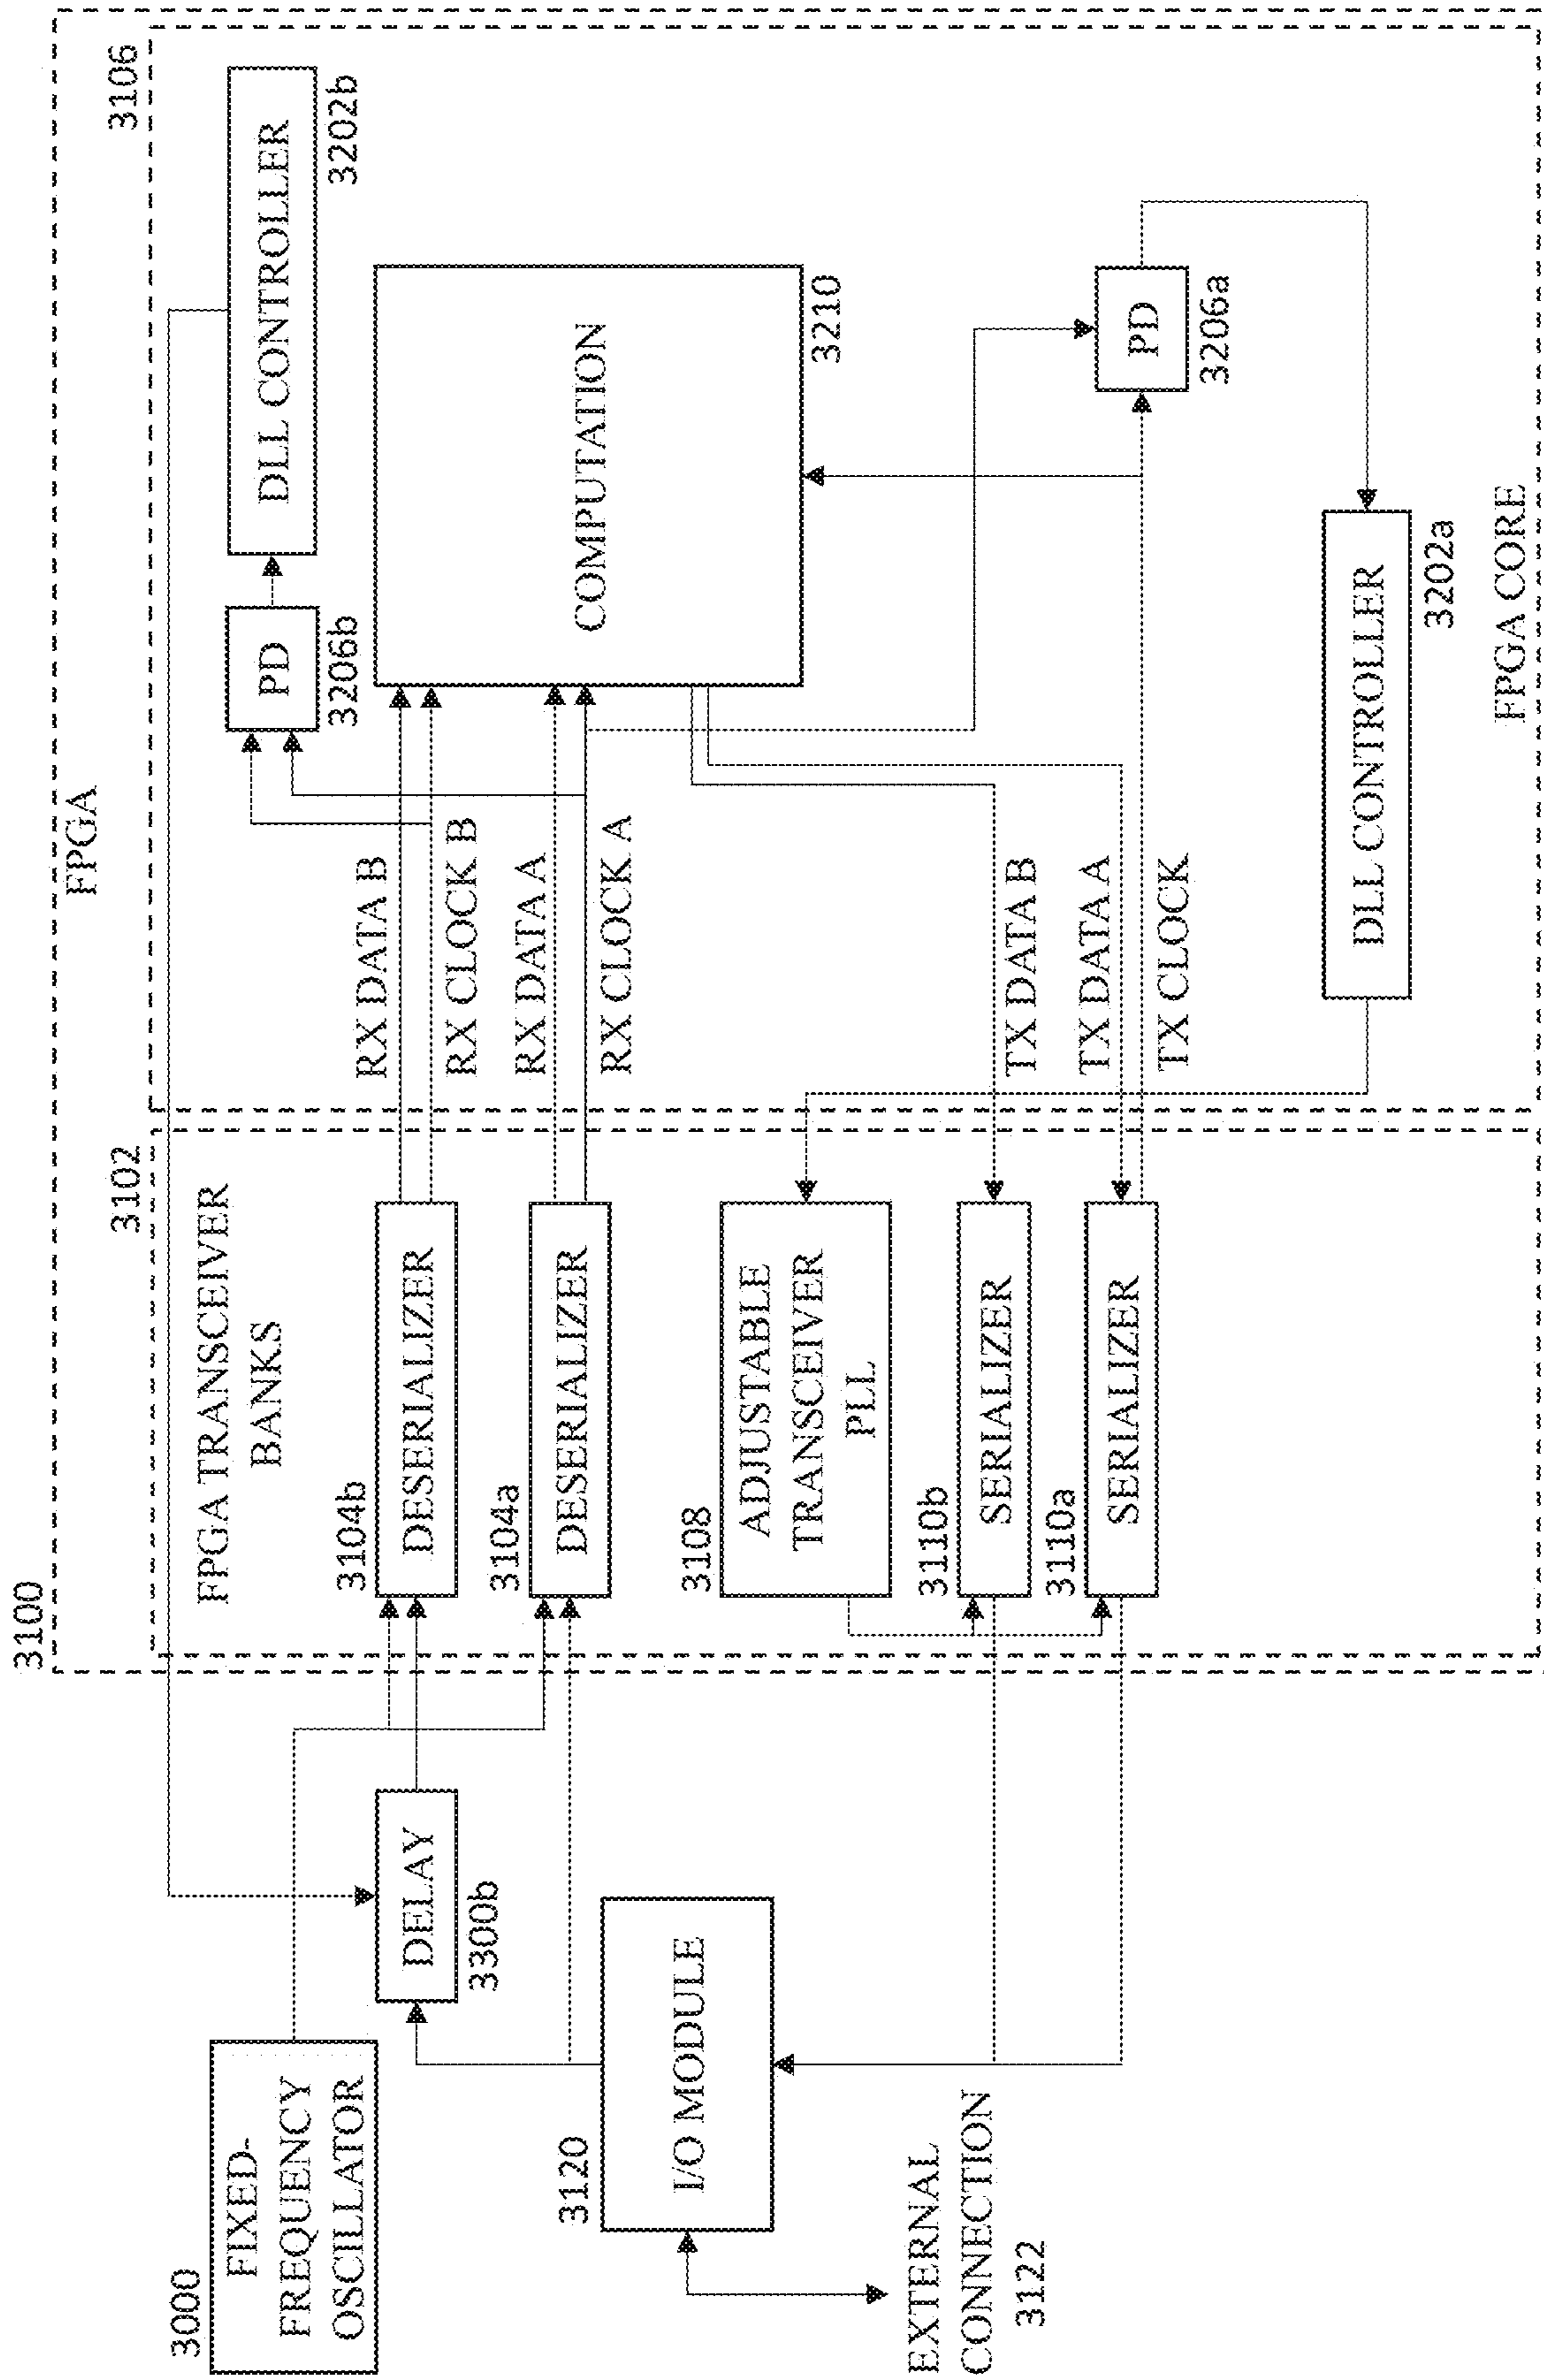 3100
FPGA
3102
3106
FPGA TRANSCEIVER
BANKS
3000
FIXED-
FREQUENCY
OSCILLATOR
DELAY
3300b
3104b
DESERIALIZER
3104a
DESERIALIZER
RX DATA B
RX CLOCK B
RX DATA A
RX CLOCK A
PD
3206b
DLL CONTROLLER
3202b
COMPUTATION
3210
3120
I/O MODULE
EXTERNAL
CONNECTION
3122
3108
ADJUSTABLE
TRANSCEIVER
PLL
3110b
SERIALIZER
3110a
SERIALIZER
TX DATA B
TX DATA A
TX CLOCK
PD
3206a
DLL CONTROLLER
3202a
FPGA CORE